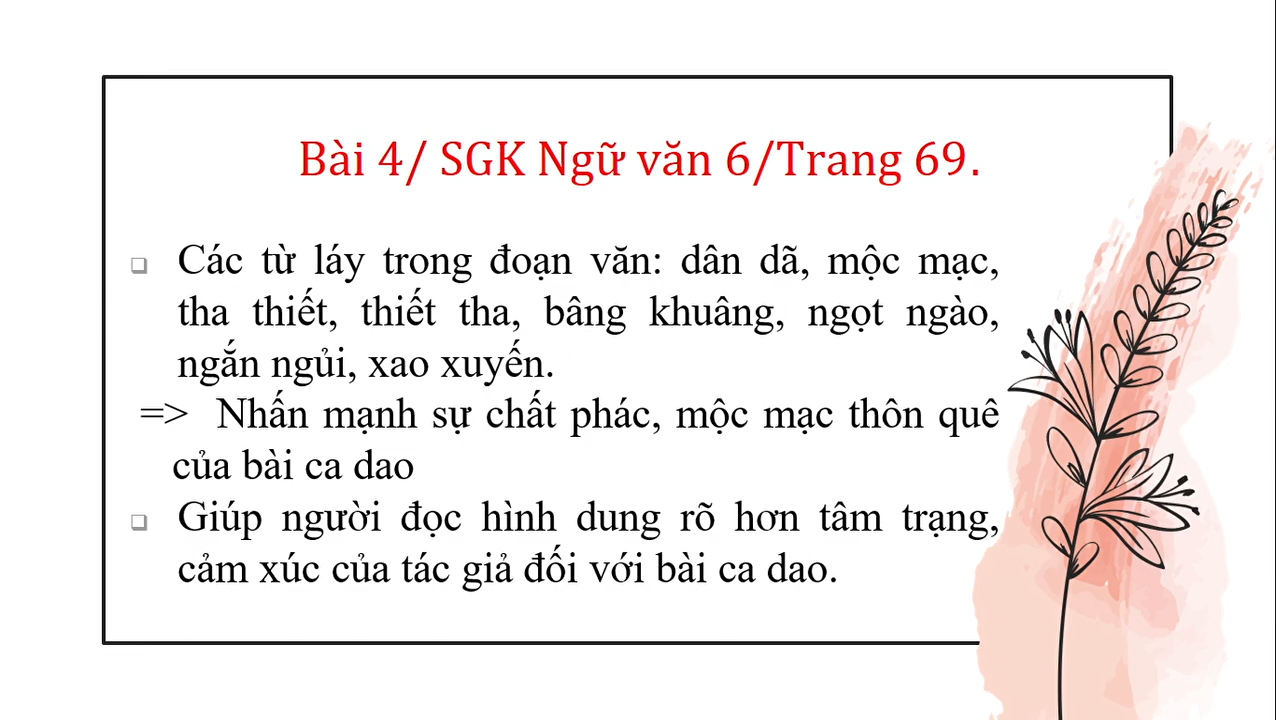 Bài 4/ SGK Ngữ văn 6/Trang 69.
Các từ láy trong đoạn văn: dân dã, mộc mạc,
tha thiết, thiết tha, bâng khuâng, ngọt ngào,
ngắn ngủi, xao xuyến.
=> Nhấn mạnh sự chất phác, mộc mạc thôn quê
của bài ca dao
Giúp người đọc hình dung rõ hơn tâm trạng,
cảm xúc của tác giả đối với bài ca dao.